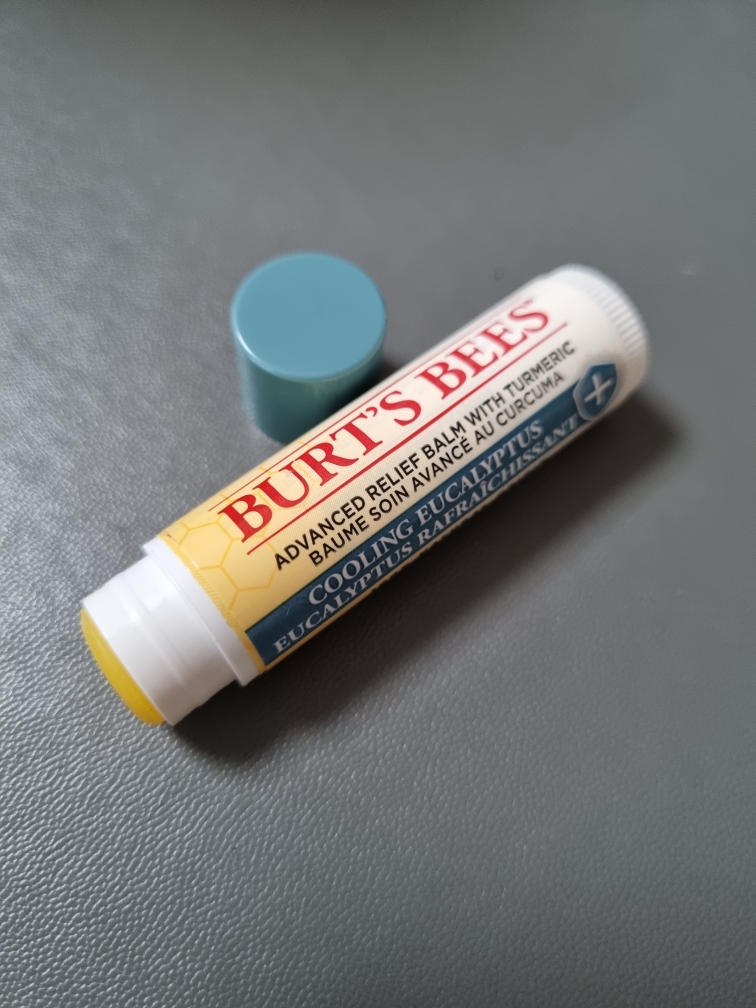 BURT'S BEES
ADVANCED RELIEF BALM WITH TURMERIC
BAUME SOIN AVANCÉ AU CURCUMA
COOLING EUCALYPTUS
EUCALYPTUS RAFRAÎCHISSANT